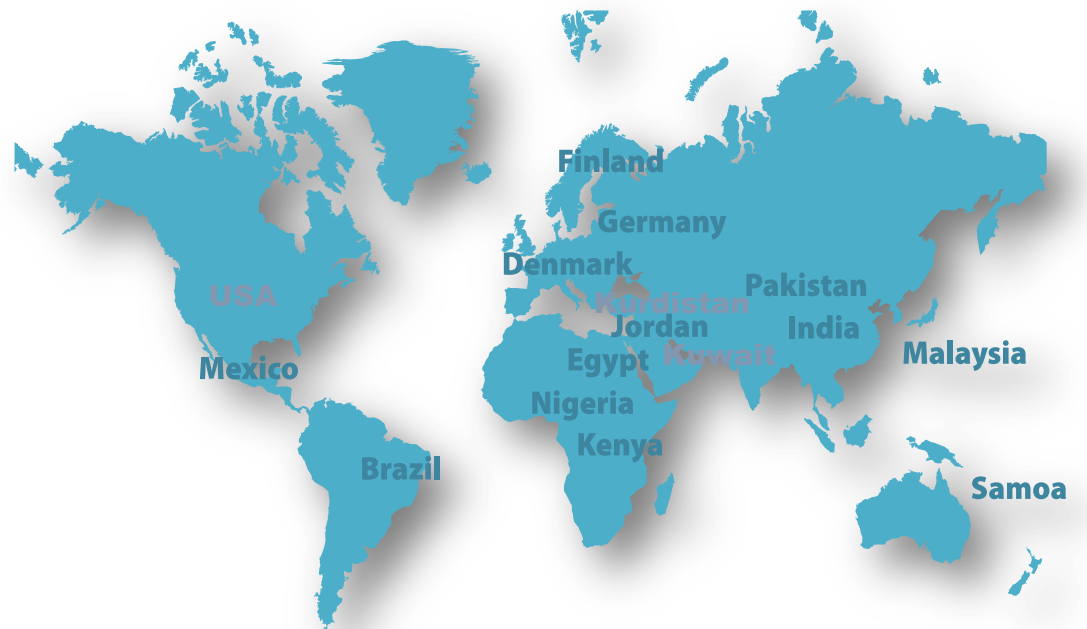 Finland
Germany
Denmark
Pakistan
USA
Kurdistan
Jordan
India
Malaysia
Mexico
Egypt
Kuwait
Nigeria
Kenya
Brazil
Samoa